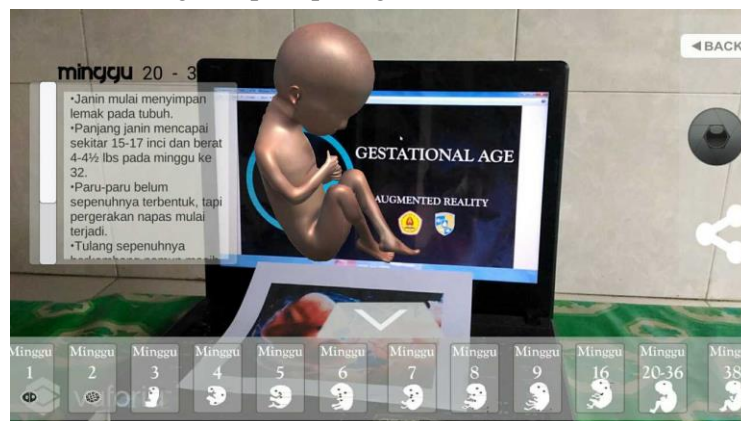 minggu 20 - 3
◄BACK
•Janin mulai menyimpan
lemak pada tubuh.
•Panjang janin mencapai
sekitar 15-17 inci dan berat
4-4½ lbs pada minggu ke
32.
•Paru-paru belum
sepenuhnya terbentuk, tapi
pergerakan napas mulai
terjadi.
•Tulang sepenuhnya
GESTATIONAL AGE
AUGMENTED REALITY
Minggu 1
Minggu 2
Minggu 3
Minggu 4
Minggu 5
Minggu 6
Minggu 7
Minggu 8
Minggu 9
Minggu 16
Minggu 20-36
Minggu 38
vuforia